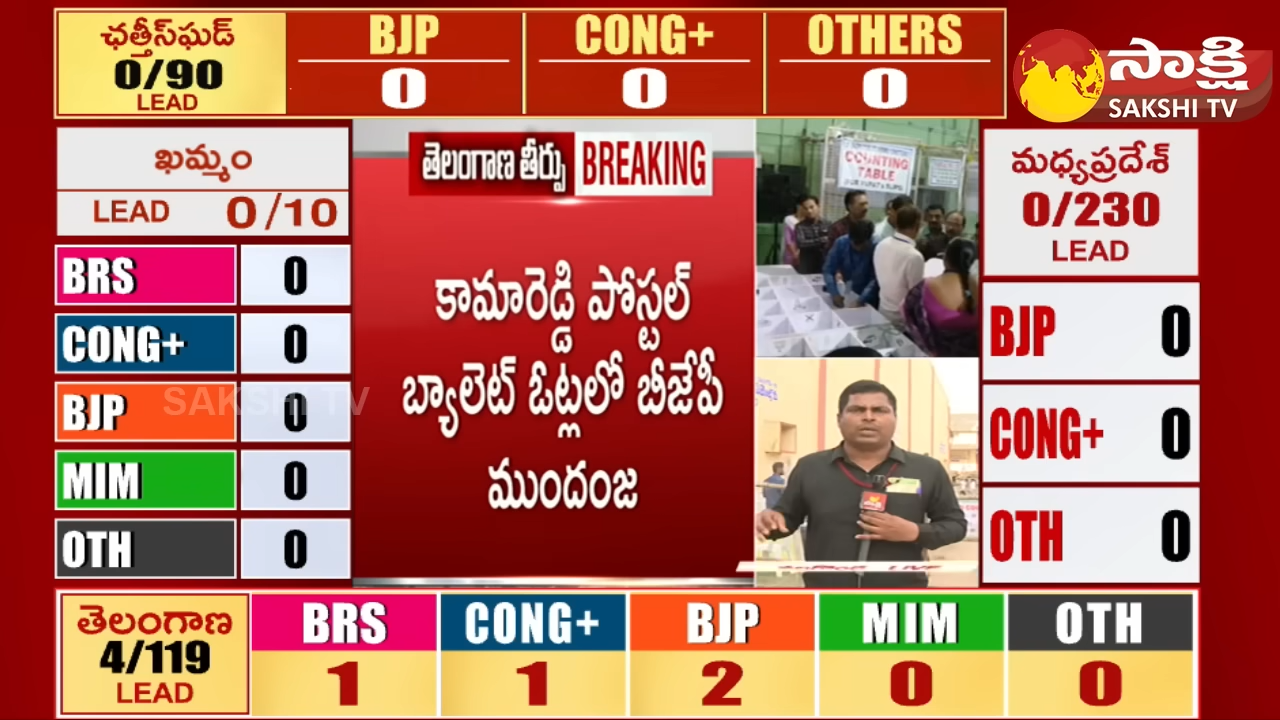 ఛత్తీస్‌ఘడ్
0/90
LEAD
BJP
0
CONG+
0
OTHERS
0
సాక్షి
SAKSHI TV
ఖమ్మం
LEAD 0/10
BRS 0
CONG+ 0
BJP 0
MIM 0
OTH 0
SAKSHI TV
తెలంగాణ తీర్పు BREAKING
కామారెడ్డి పోస్టల్
బ్యాలెట్ ఓట్లలో బీజేపీ
ముందంజ
COUNTING
TABLE
LIVE
మధ్యప్రదేశ్
0/230
LEAD
BJP 0
CONG+ 0
OTH 0
తెలంగాణ
4/119
LEAD
BRS
1
CONG+
1
BJP
2
MIM
0
OTH
0